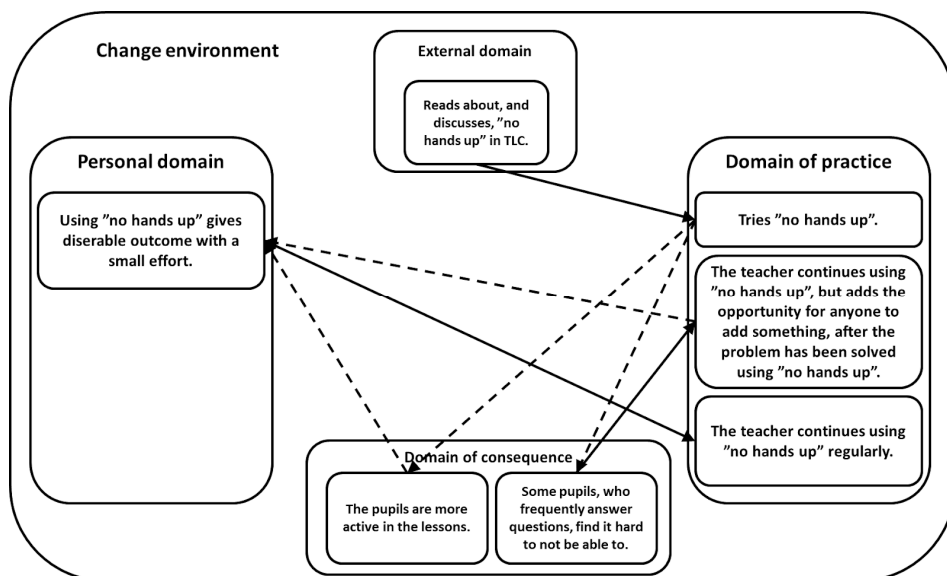 Change environment
External domain
Reads about, and
discusses, ”no
hands up” in TLC.
Personal domain
Using ”no hands up” gives
diserable outcome with a
small effort.
Domain of practice
Tries ”no hands up”.
The teacher continues using
”no hands up”, but adds the
opportunity for anyone to
add something, after the
problem has been solved
using ”no hands up”.
The teacher continues using
”no hands up” regularly.
Domain of consequence
The pupils are more
active in the lessons.
Some pupils, who
frequently answer
questions, find it hard
to not be able to.